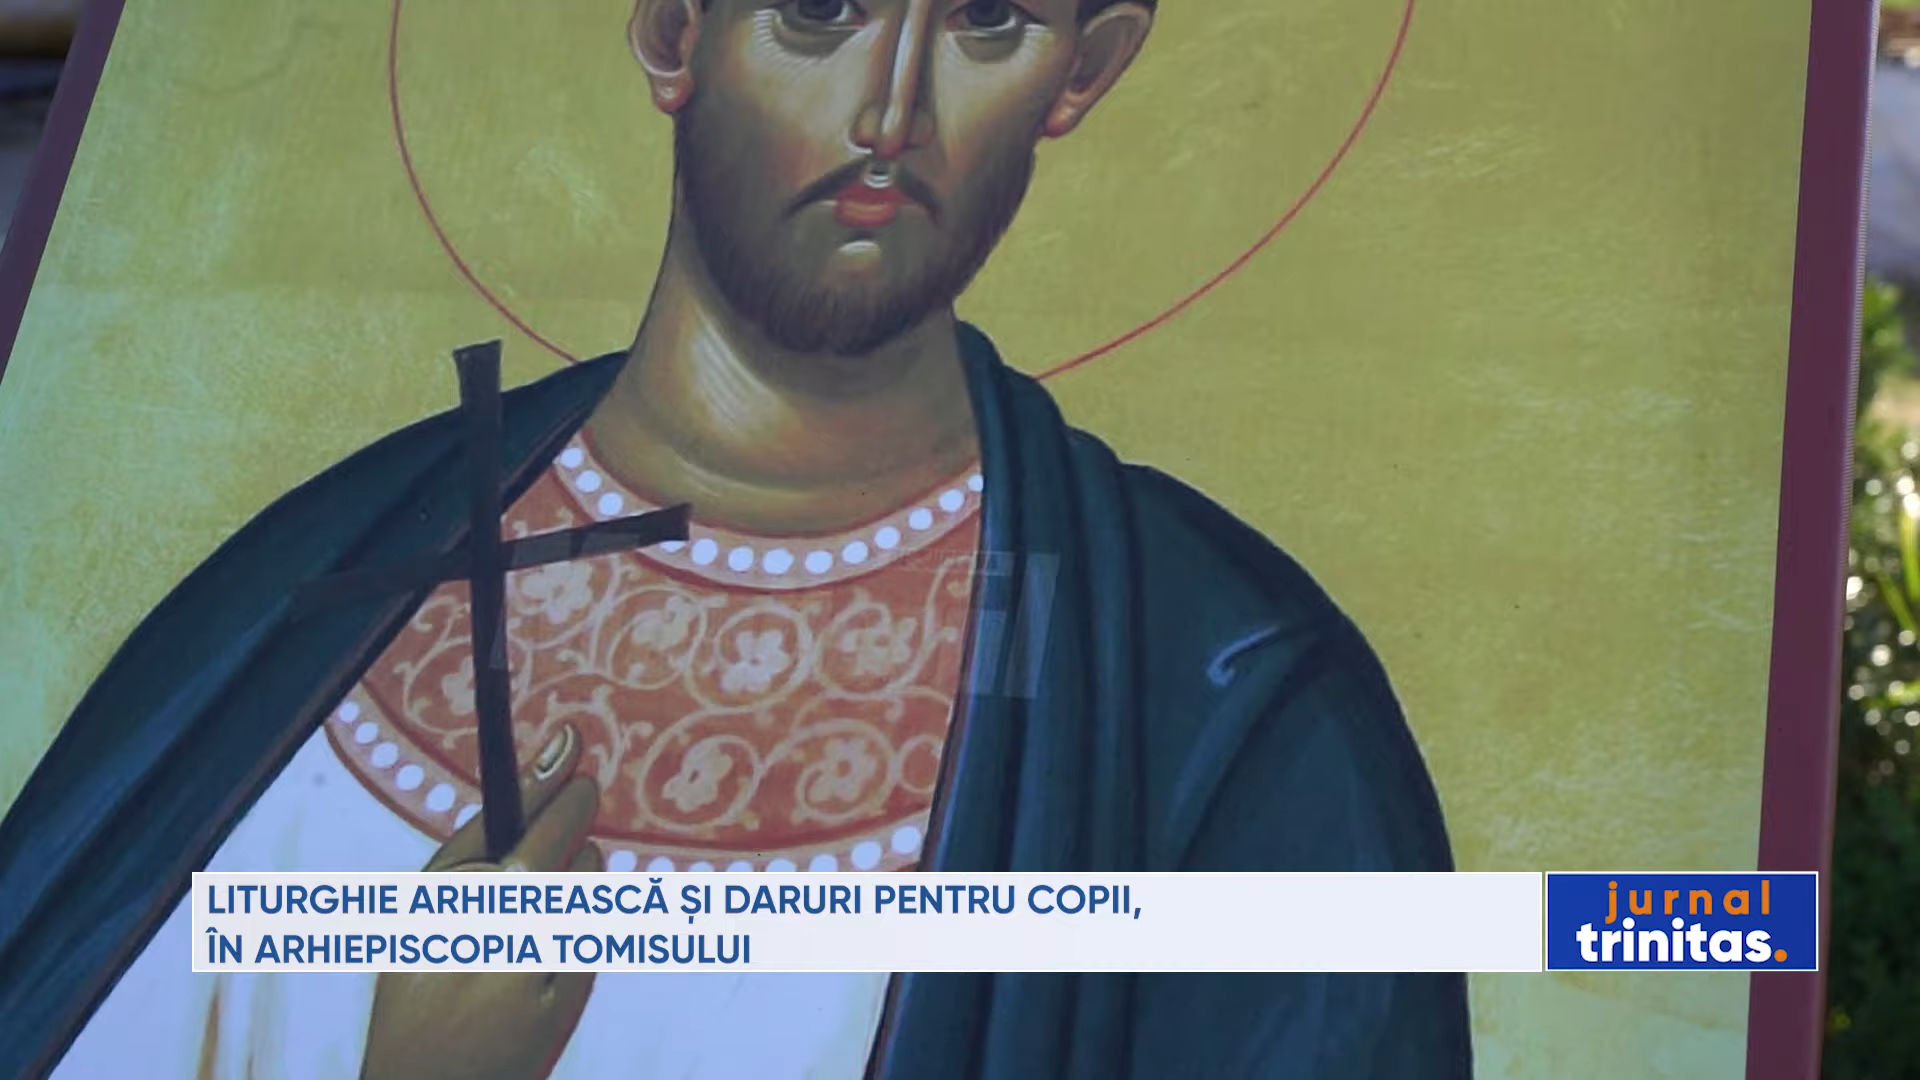 LITURGHIE ARHIEREASCĂ ȘI DARURI PENTRU COPII,
ÎN ARHIEPISCOPIA TOMISULUI
jurnal
trinitas.